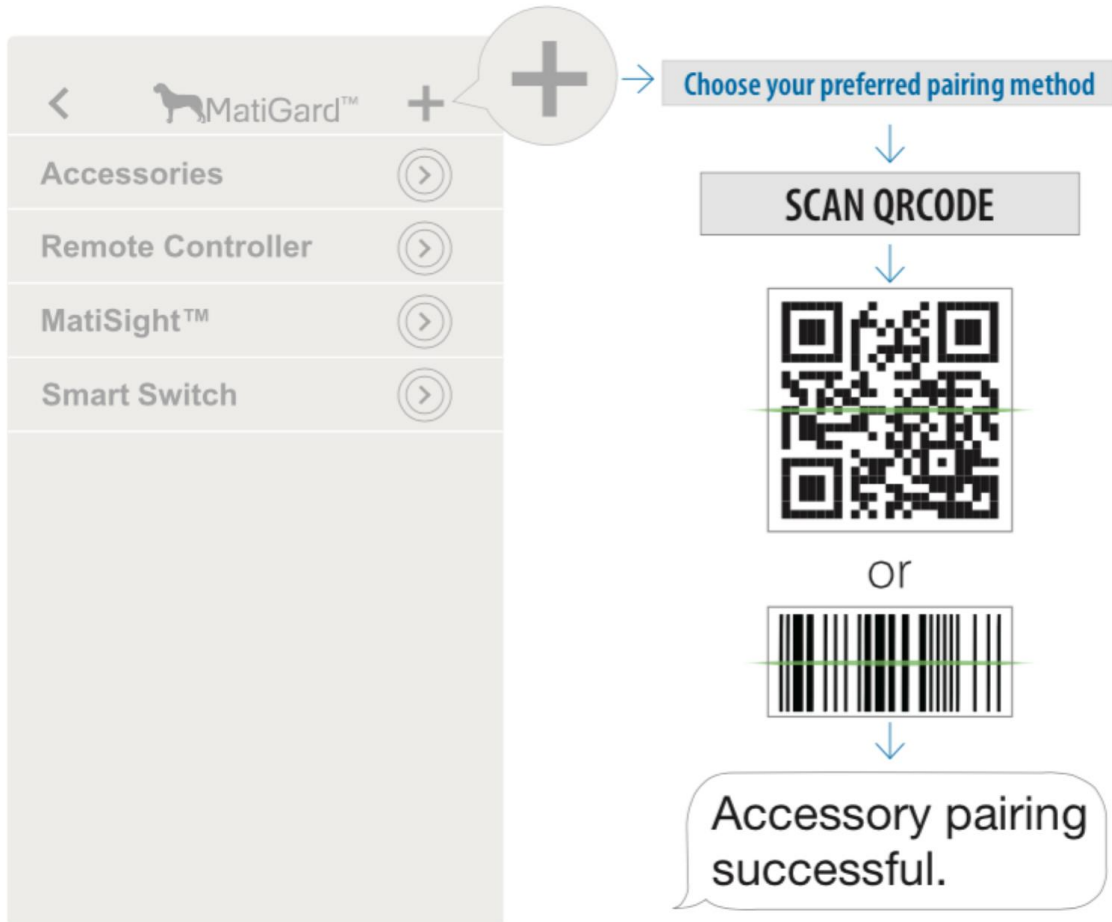 MatiGard™
Accessories
Remote Controller
MatiSight™
Smart Switch
Choose your preferred pairing method
SCAN QRCODE
or
Accessory pairing
successful.